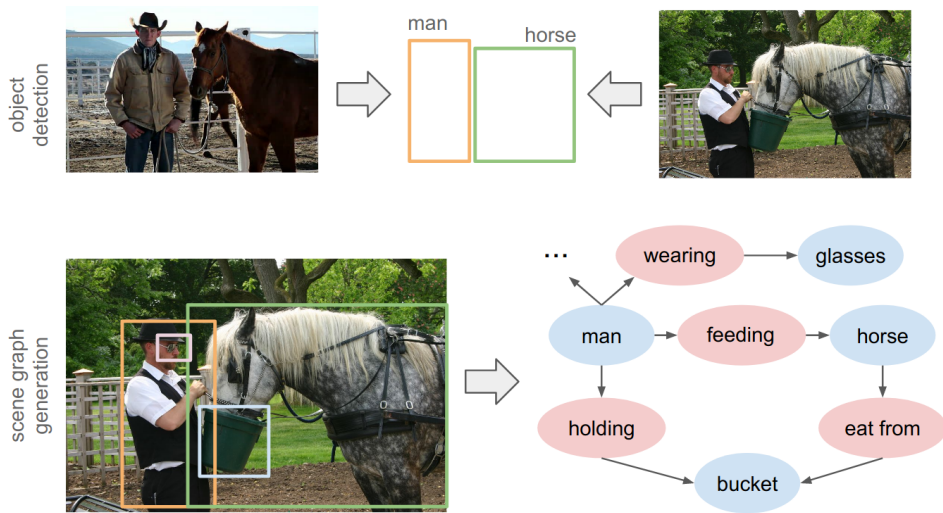 object
detection
man
horse
scene graph
generation
...
wearing
glasses
man
feeding
horse
holding
eat from
bucket